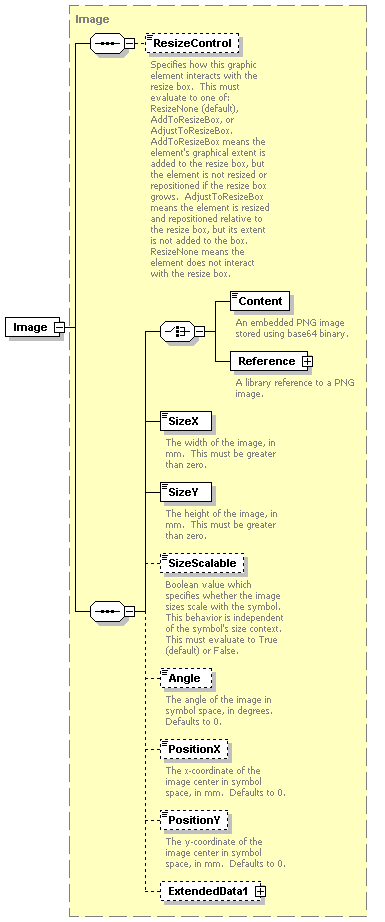 Image
ResizeControl
Specifies how this graphic
element interacts with the
resize box.  This must
evaluate to one of:
ResizeNone (default),
AddToResizeBox, or
AdjustToResizeBox.
AddToResizeBox means the
element's graphical extent is
added to the resize box, but
the element is not resized or
repositioned if the resize box
grows.  AdjustToResizeBox
means the element is resized
and repositioned relative to
the resize box, but its extent
is not added to the box.
ResizeNone means the
element does not interact
with the resize box.
Image
Content
An embedded PNG image
stored using base64 binary.
Reference
A library reference to a PNG
image.
SizeX
The width of the image, in
mm.  This must be greater
than zero.
SizeY
The height of the image, in
mm.  This must be greater
than zero.
SizeScalable
Boolean value which
specifies whether the image
sizes scale with the symbol.
This behavior is independent
of the symbol's size context.
This must evaluate to True
(default) or False.
Angle
The angle of the image in
symbol space, in degrees.
Defaults to 0.
PositionX
The x-coordinate of the
image center in symbol
space, in mm.  Defaults to 0.
PositionY
The y-coordinate of the
image center in symbol
space, in mm.  Defaults to 0.
ExtendedData1